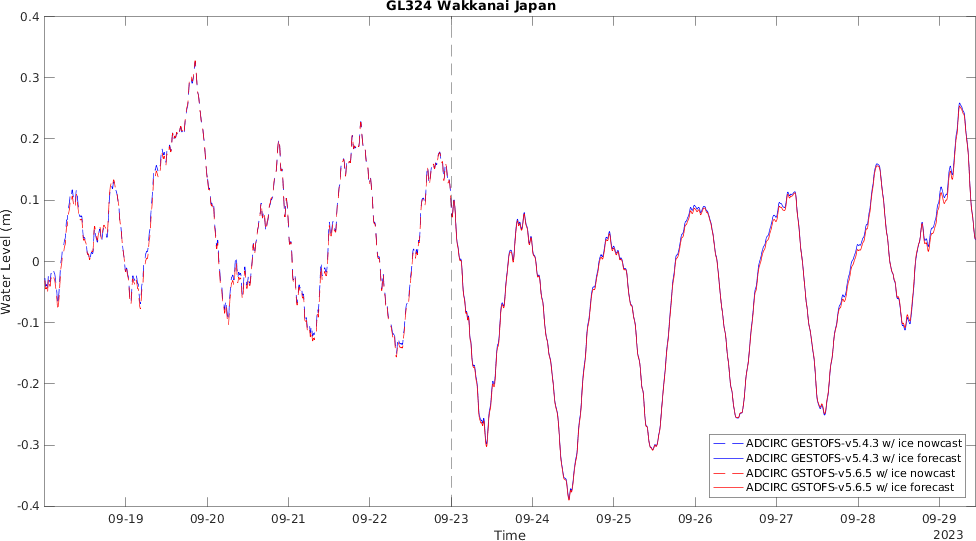 GL324 Wakkanai Japan
0.4
0.3
0.2
0.1
0
-0.1
-0.2
-0.3
-0.4
Water Level (m)
ADCIRC GESTOFS-v5.4.3 w/ ice nowcast
ADCIRC GESTOFS-v5.4.3 w/ ice forecast
ADCIRC GSTOFS-v5.6.5 w/ ice nowcast
ADCIRC GSTOFS-v5.6.5 w/ ice forecast
09-19 09-20 09-21 09-22 09-23 09-24 09-25 09-26 09-27 09-28 09-29
Time
2023